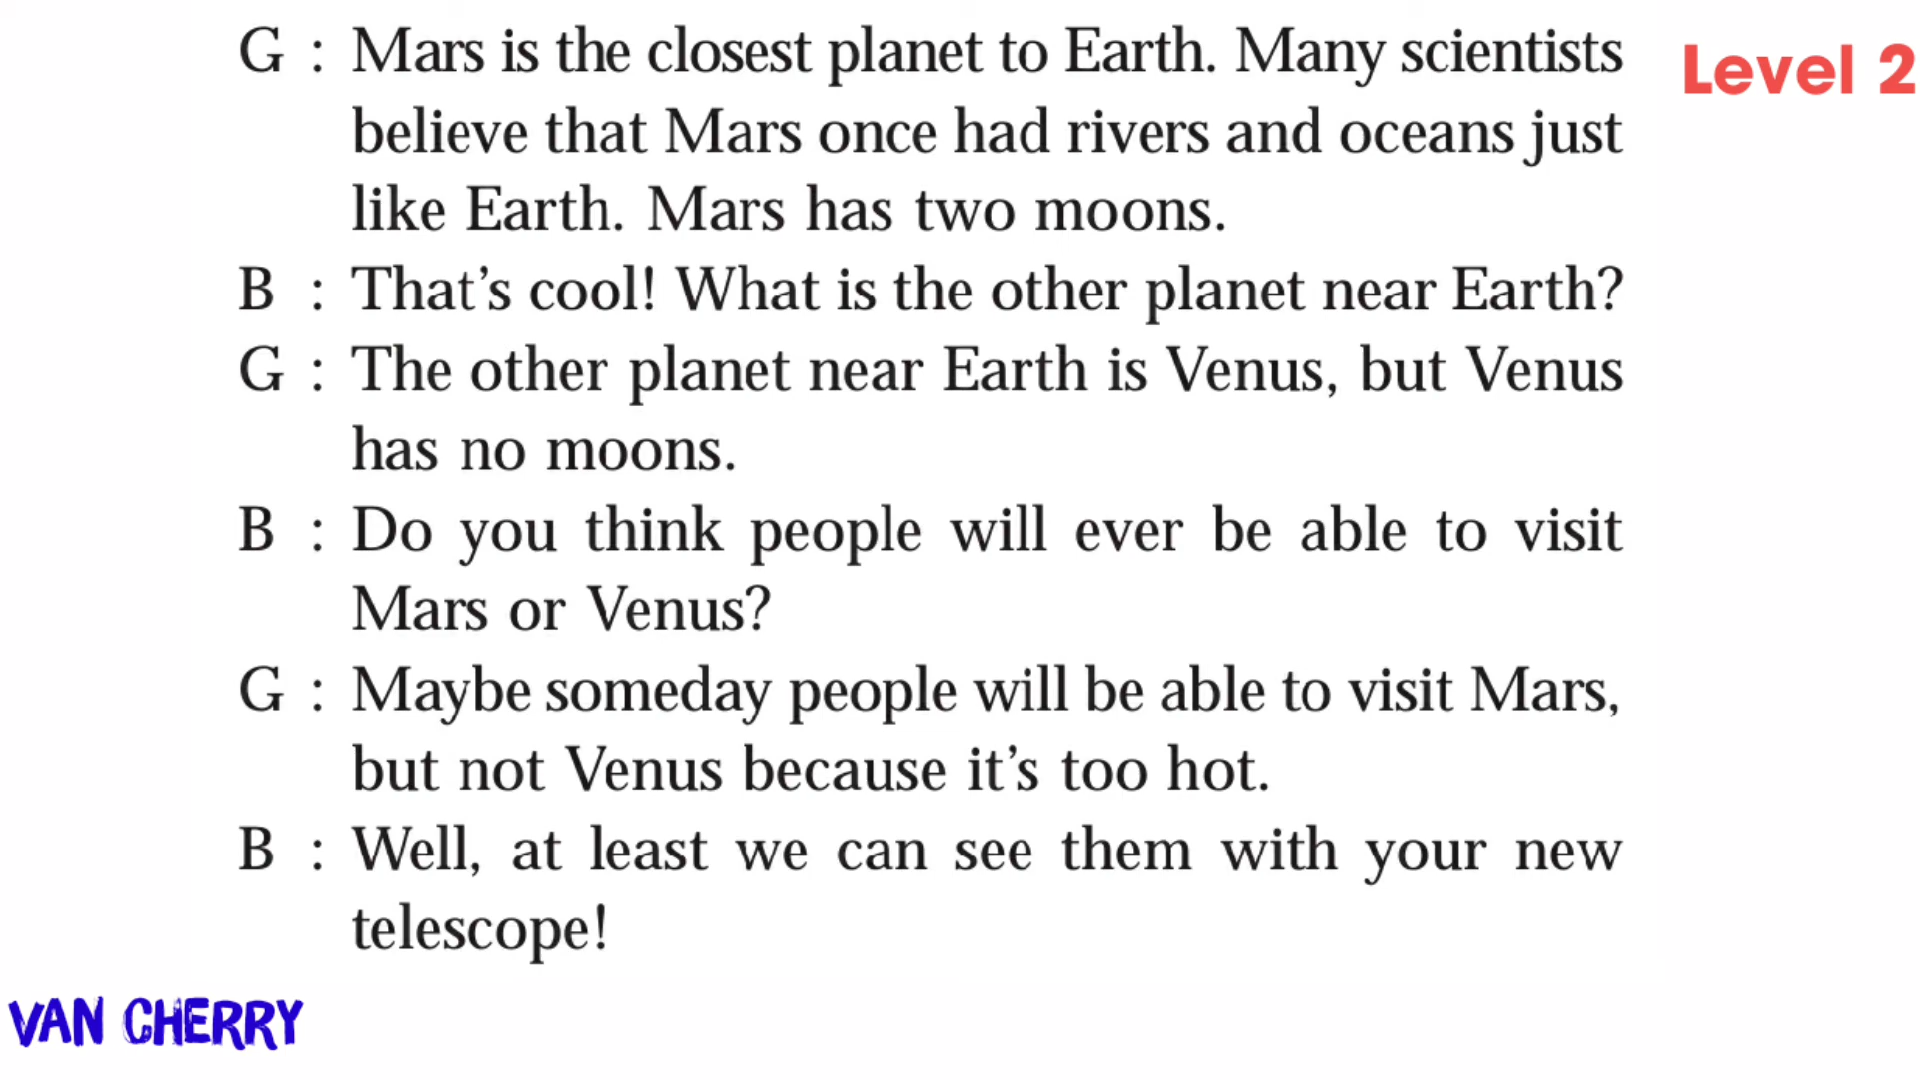 G : Mars is the closest planet to Earth. Many scientists
believe that Mars once had rivers and oceans just
like Earth. Mars has two moons.
B : That's cool! What is the other planet near Earth?
G : The other planet near Earth is Venus, but Venus
has no moons.
B : Do you think people will ever be able to visit
Mars or Venus?
G : Maybe someday people will be able to visit Mars,
but not Venus because it's too hot.
B : Well, at least we can see them with your new
telescope!
Level 2
VAN CHERRY